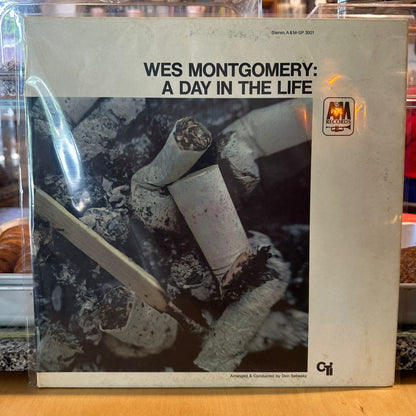 Stereo A&M-SP 3001
WES MONTGOMERY:
A DAY IN THE LIFE
A&M
RECORDS
CTi
Arranged & Conducted by Don Sebesky